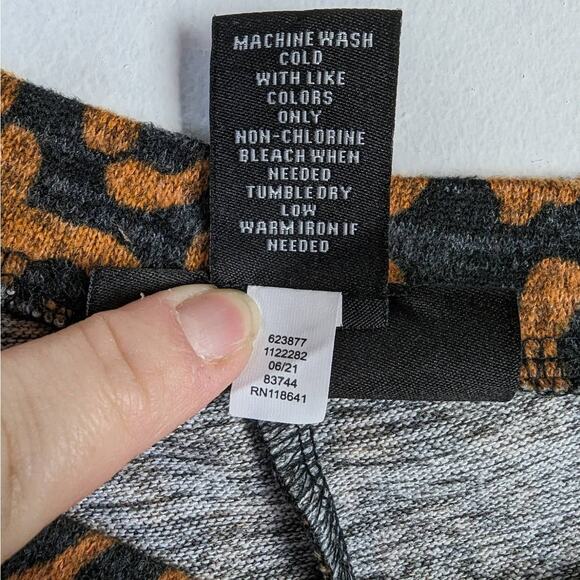 MACHINE WASH
COLD
WITH LIKE
COLORS
ONLY
NON-CHLORINE
BLEACH WHEN
NEEDED
TUMBLE DRY
LOW
WARM IRON IF
NEEDED
623877
1122282
06/21
83744
RN118641